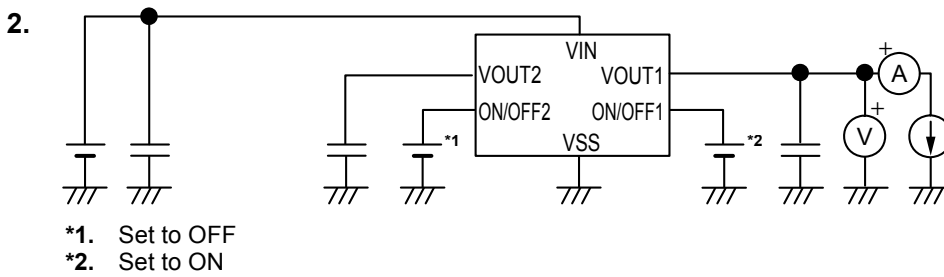 2.
VIN
VOUT2 VOUT1
ON/OFF2 ON/OFF1
*1 VSS *2
+ A
+ V
*1. Set to OFF
*2. Set to ON